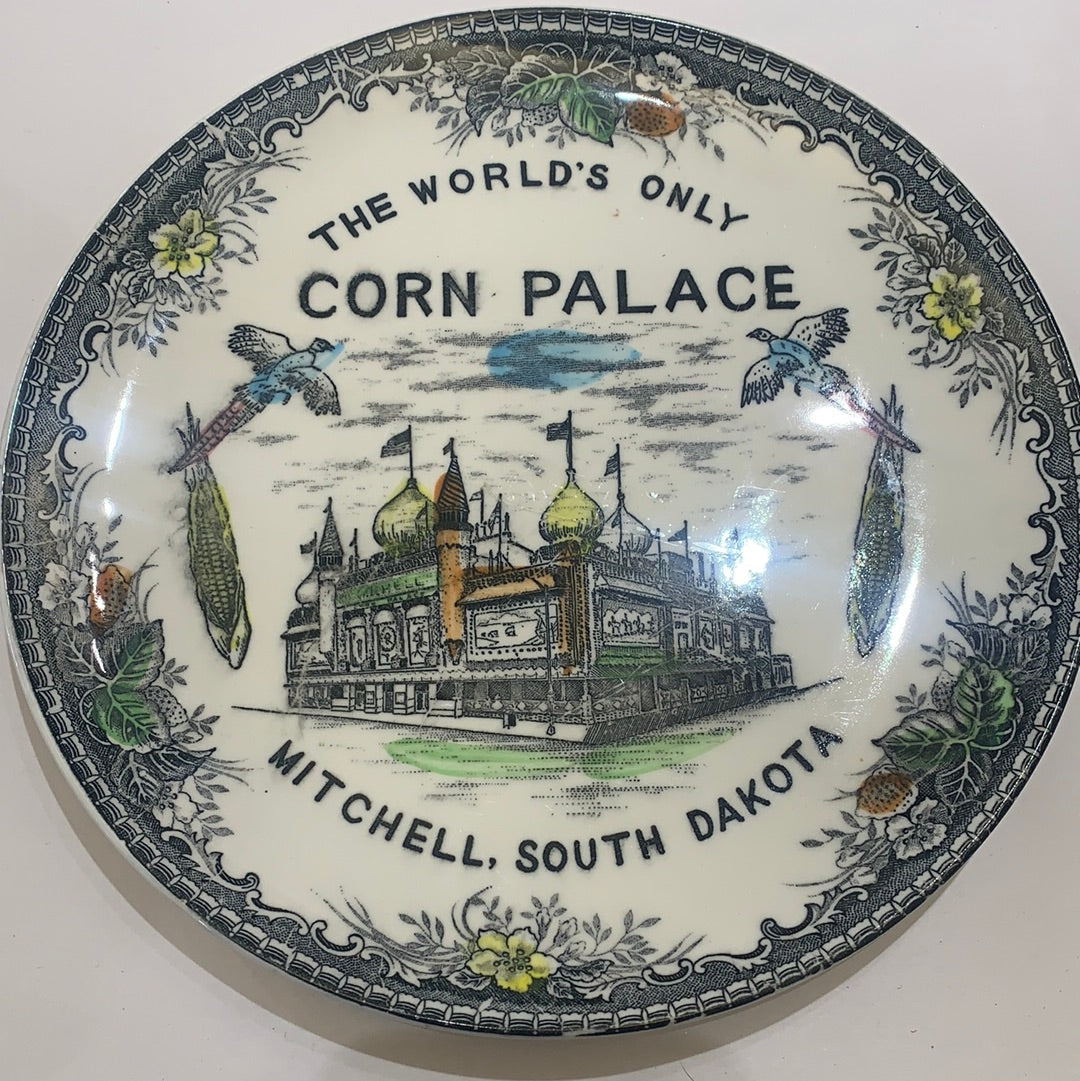 THE WORLD'S ONLY
CORN PALACE
MITCHELL, SOUTH DAKOTA